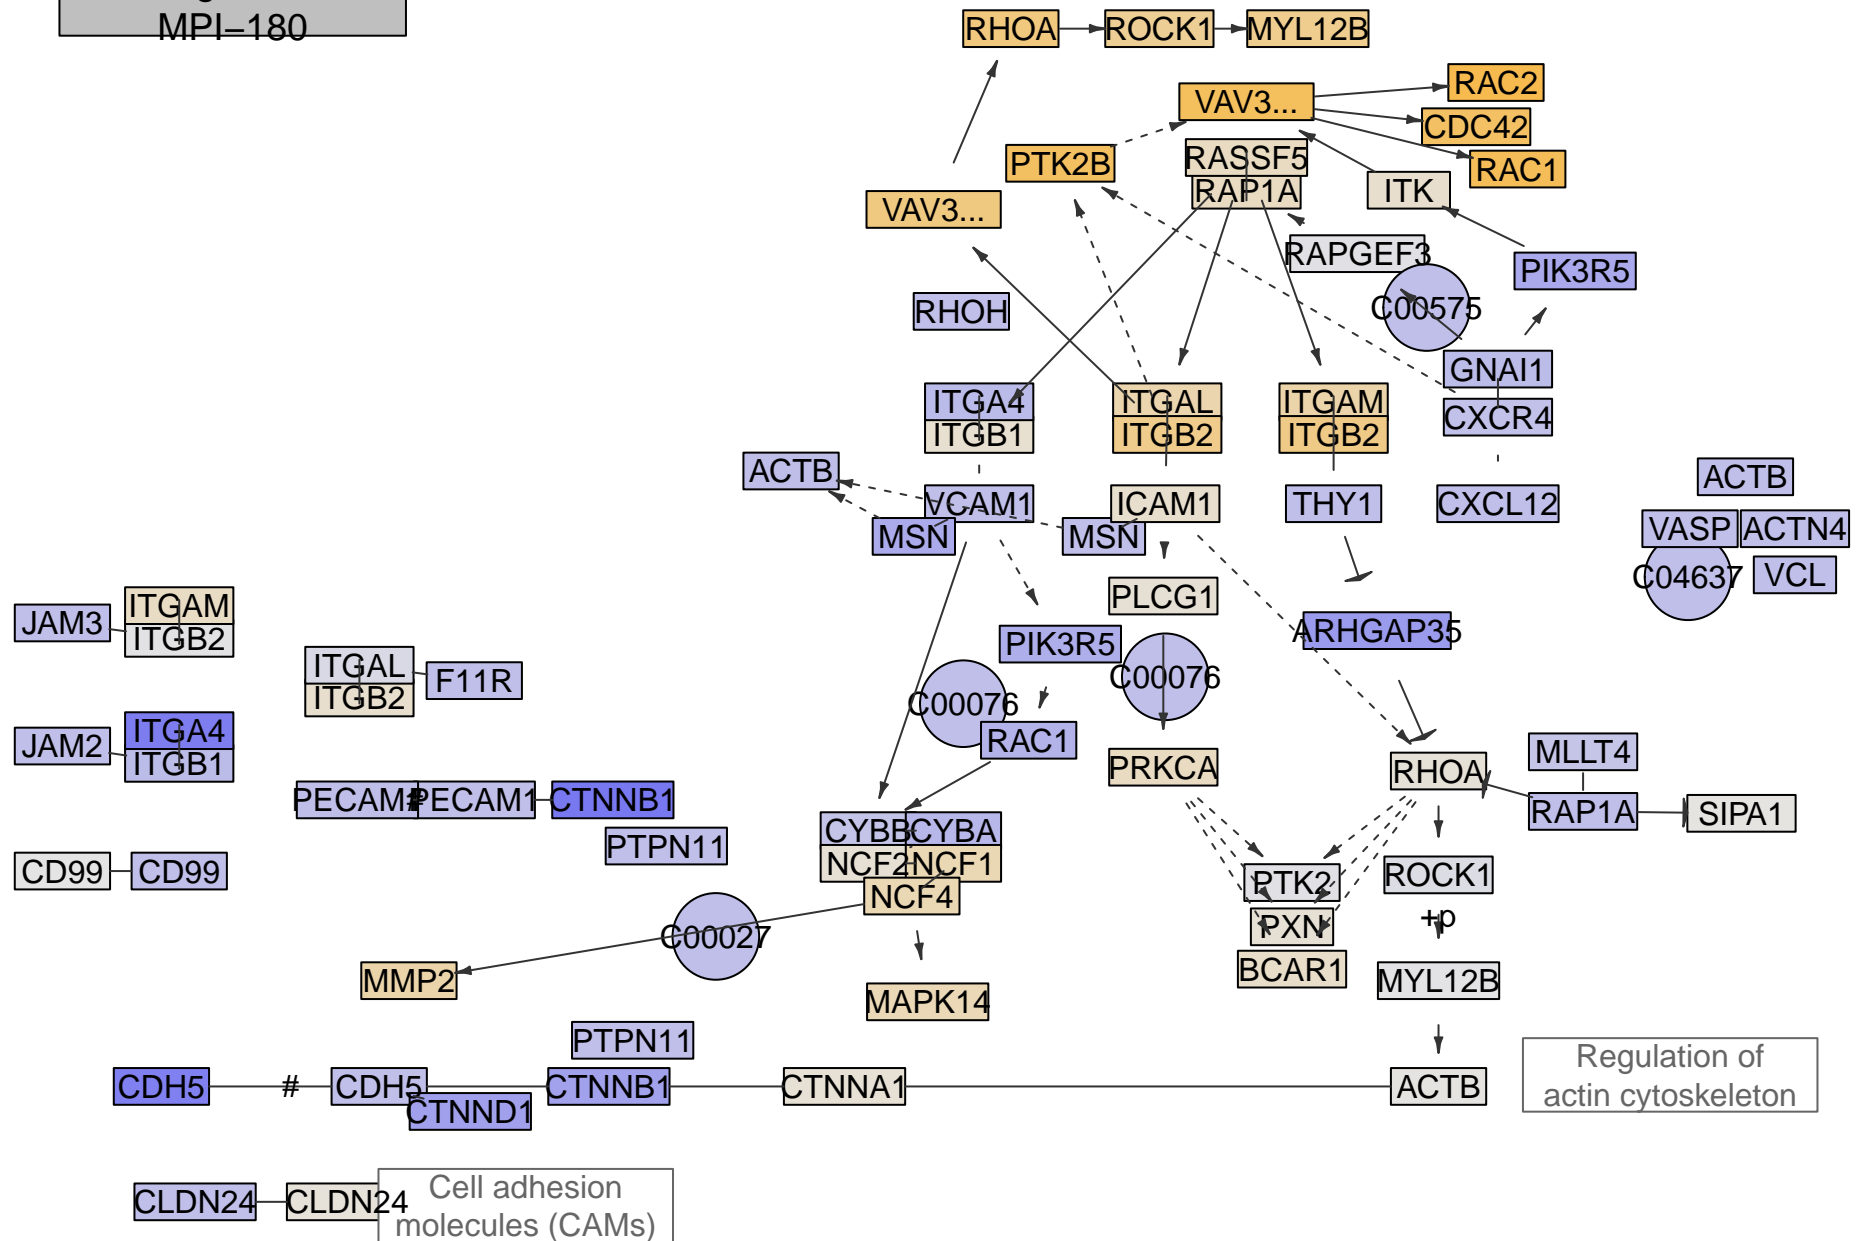 MPI−180
RHOA
ROCK1
MYL12B
RAC2
VAV3...
CDC42
PTK2B
RASSF5
RAC1
RAP1A
ITK
VAV3...
RAPGEF3
PIK3R5
RHOH
C00575
GNAI1
ITGA4
ITGAL
ITGAM
CXCR4
ITGB1
ITGB2
ITGB2
ACTB
ACTB
VCAM1
ICAM1
THY1
CXCL12
MSN
MSN
VASP
ACTN4
C04637
VCL
PLCG1
ITGAM
JAM3
ITGB2
ARHGAP35
PIK3R5
ITGAL
F11R
C00076
ITGB2
C00076
ITGA4
JAM2
RAC1
ITGB1
MLLT4
PRKCA
RHOA
PECAM1
#
PECAM1
CTNNB1
RAP1A
SIPA1
CYBB
CYBA
PTPN11
NCF2
NCF1
CD99
CD99
PTK2
ROCK1
NCF4
+p
PXN
C00027
BCAR1
MMP2
MYL12B
MAPK14
PTPN11
Regulation of
actin cytoskeleton
CDH5
#
CDH5
CTNNB1
CTNNA1
ACTB
CTNND1
CLDN24
CLDN24
Cell adhesion
molecules (CAMs)